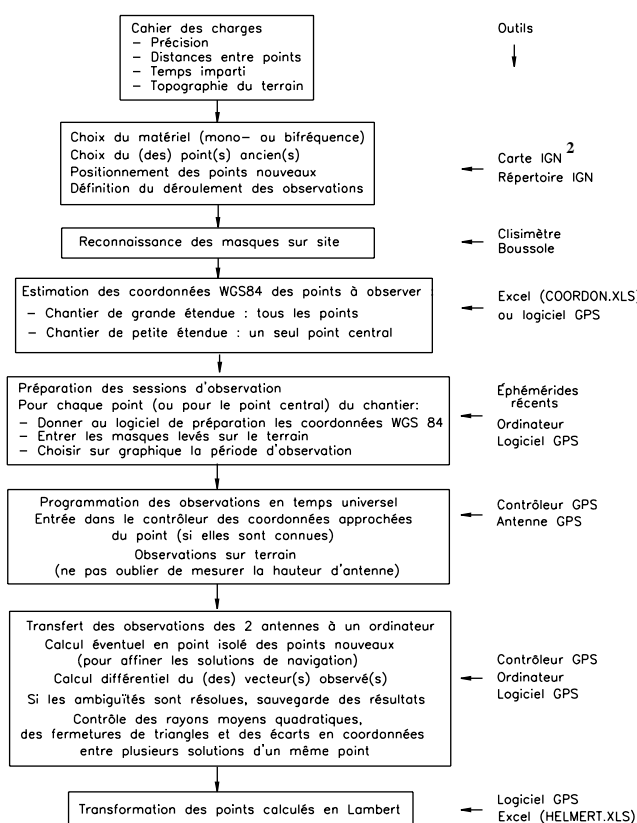 Cahier des charges
– Précision
– Distances entre points
– Temps imparti
– Topographie du terrain
Outils
Choix du matériel (mono– ou bifréquence)
Choix du (des) point(s) ancien(s)
Positionnement des points nouveaux
Définition du déroulement des observations
Carte IGN 2
Répertoire IGN
Reconnaissance des masques sur site
Clisimètre
Boussole
Estimation des coordonnées WGS84 des points à observer :
– Chantier de grande étendue : tous les points
– Chantier de petite étendue : un seul point central
Excel (COORDON.XLS)
ou logiciel GPS
Préparation des sessions d'observation
Pour chaque point (ou pour le point central) du chantier:
– Donner au logiciel de préparation les coordonnées WGS 84
– Entrer les masques levés sur le terrain
– Choisir sur graphique la période d'observation
Éphémérides
récents
Ordinateur
Logiciel GPS
Programmation des observations en temps universel
Entrée dans le contrôleur des coordonnées approchées
du point (si elles sont connues)
Observations sur terrain
(ne pas oublier de mesurer la hauteur d'antenne)
Contrôleur GPS
Antenne GPS
Transfert des observations des 2 antennes à un ordinateur
Calcul éventuel en point isolé des points nouveaux
(pour affiner les solutions de navigation)
Calcul différentiel du (des) vecteur(s) observé(s)
Si les ambiguïtés sont résolues, sauvegarde des résultats
Contrôle des rayons moyens quadratiques,
des fermetures de triangles et des écarts en coordonnées
entre plusieurs solutions d'un même point
Contrôleur GPS
Ordinateur
Logiciel GPS
Transformation des points calculés en Lambert
Logiciel GPS
Excel (HELMERT.XLS)